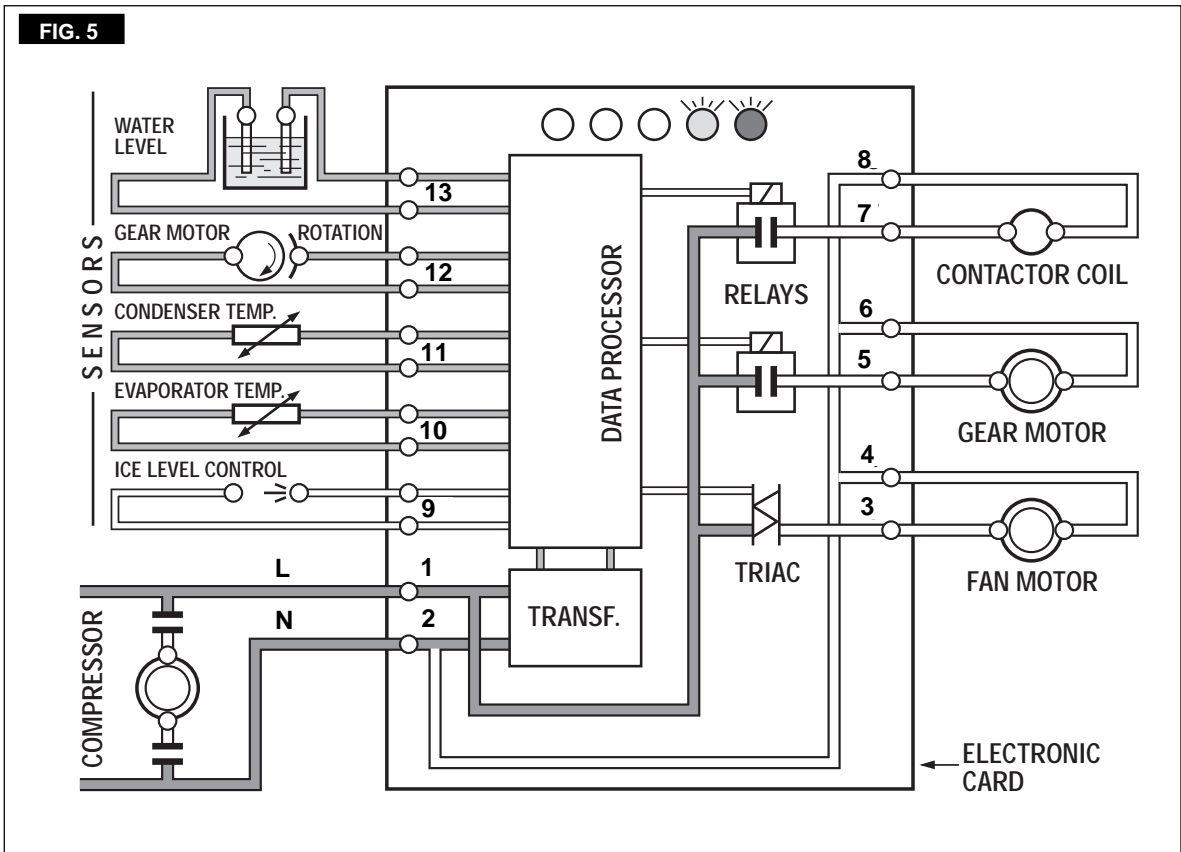 FIG. 5
WATER
LEVEL
13
GEAR MOTOR
ROTATION
12
CONDENSER TEMP.
11
EVAPORATOR TEMP.
10
ICE LEVEL CONTROL
9
SENSORS
DATA PROCESSOR
L
1
N
2
TRANSF.
COMPRESSOR
RELAYS
TRIAC
8
7
CONTACTOR COIL
6
5
GEAR MOTOR
4
3
FAN MOTOR
ELECTRONIC
CARD